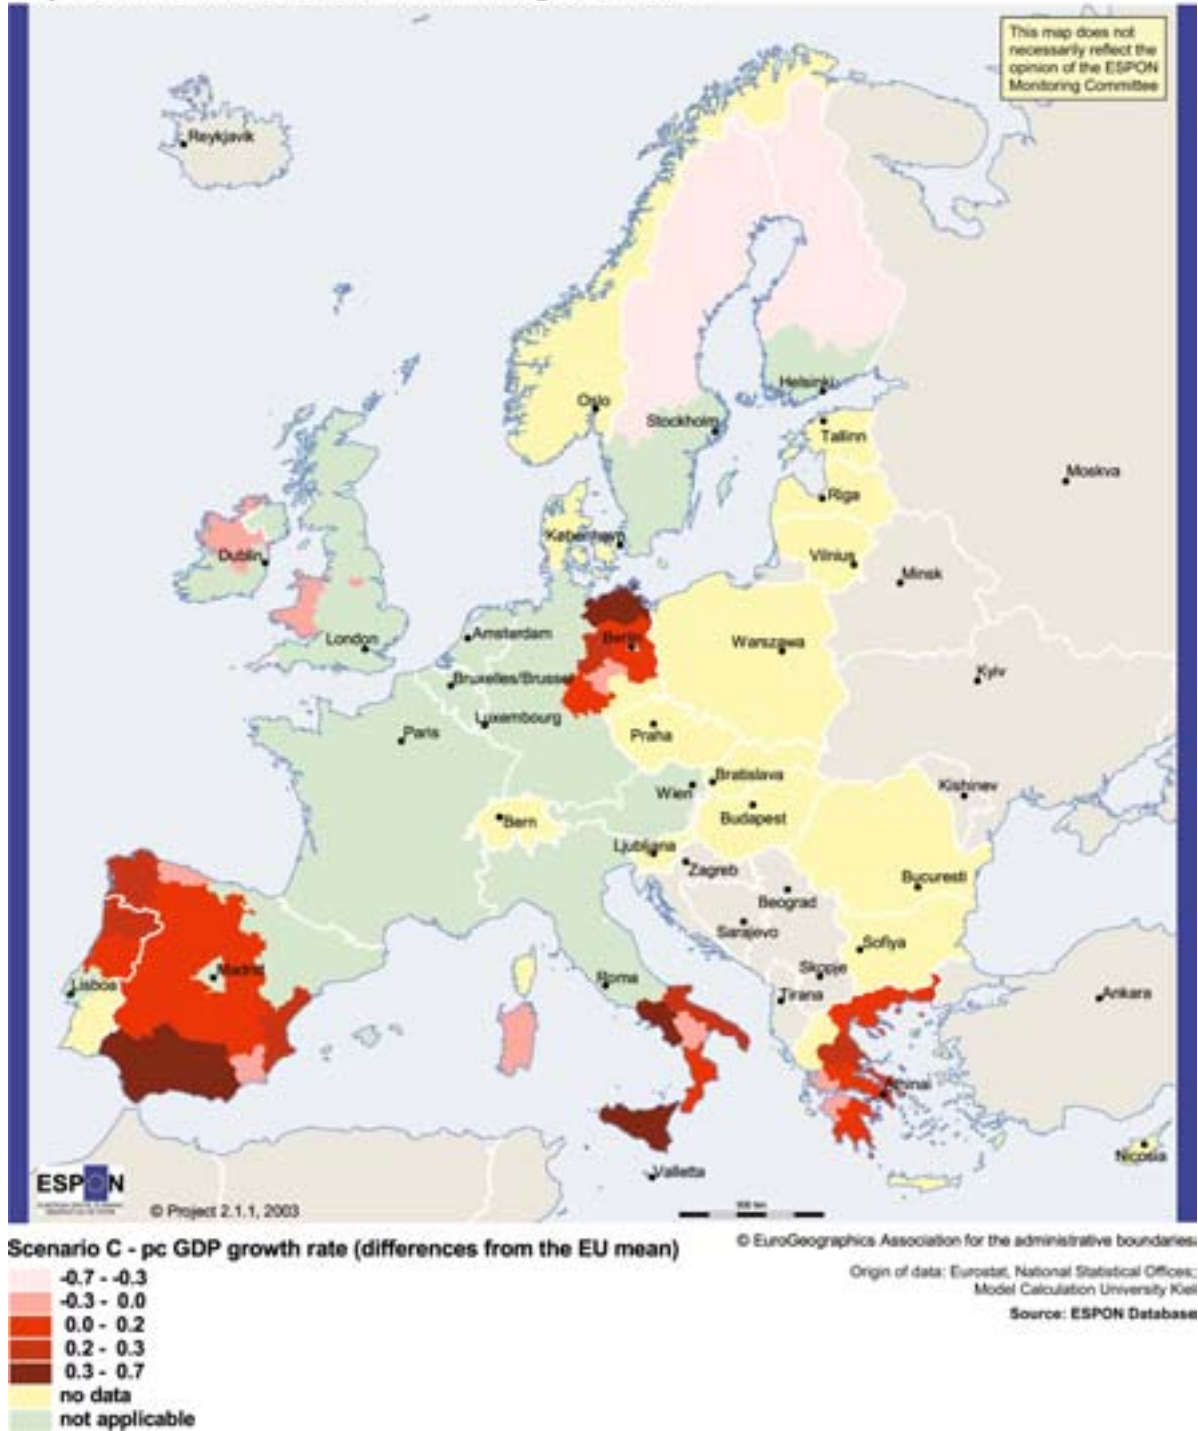 This map does not
necessarily reflect the
opinion of the ESPON
Monitoring Committee
Reykjavik
Oslo
Helsinki
Stockholm
Tallinn
Moskva
Riga
København
Vilnius
Dublin
Minsk
London
Amsterdam
Berlin
Warszawa
Bruxelles/Brussel
Kyiv
Luxembourg
Paris
Praha
Bratislava
Wien
Kishinev
Bern
Budapest
Ljubljana
Zagreb
Bucuresti
Beograd
Sarajevo
Sofiya
Madrid
Roma
Skopje
Lisboa
Tirana
Ankara
Athinai
Nicosia
Valletta
ESPON
© Project 2.1.1, 2003
Scenario C - pc GDP growth rate (differences from the EU mean)
-0.7 - -0.3
-0.3 - 0.0
0.0 - 0.2
0.2 - 0.3
0.3 - 0.7
no data
not applicable
© EuroGeographics Association for the administrative boundaries
Origin of data: Eurostat, National Statistical Offices;
Model Calculation University Kiel
Source: ESPON Database